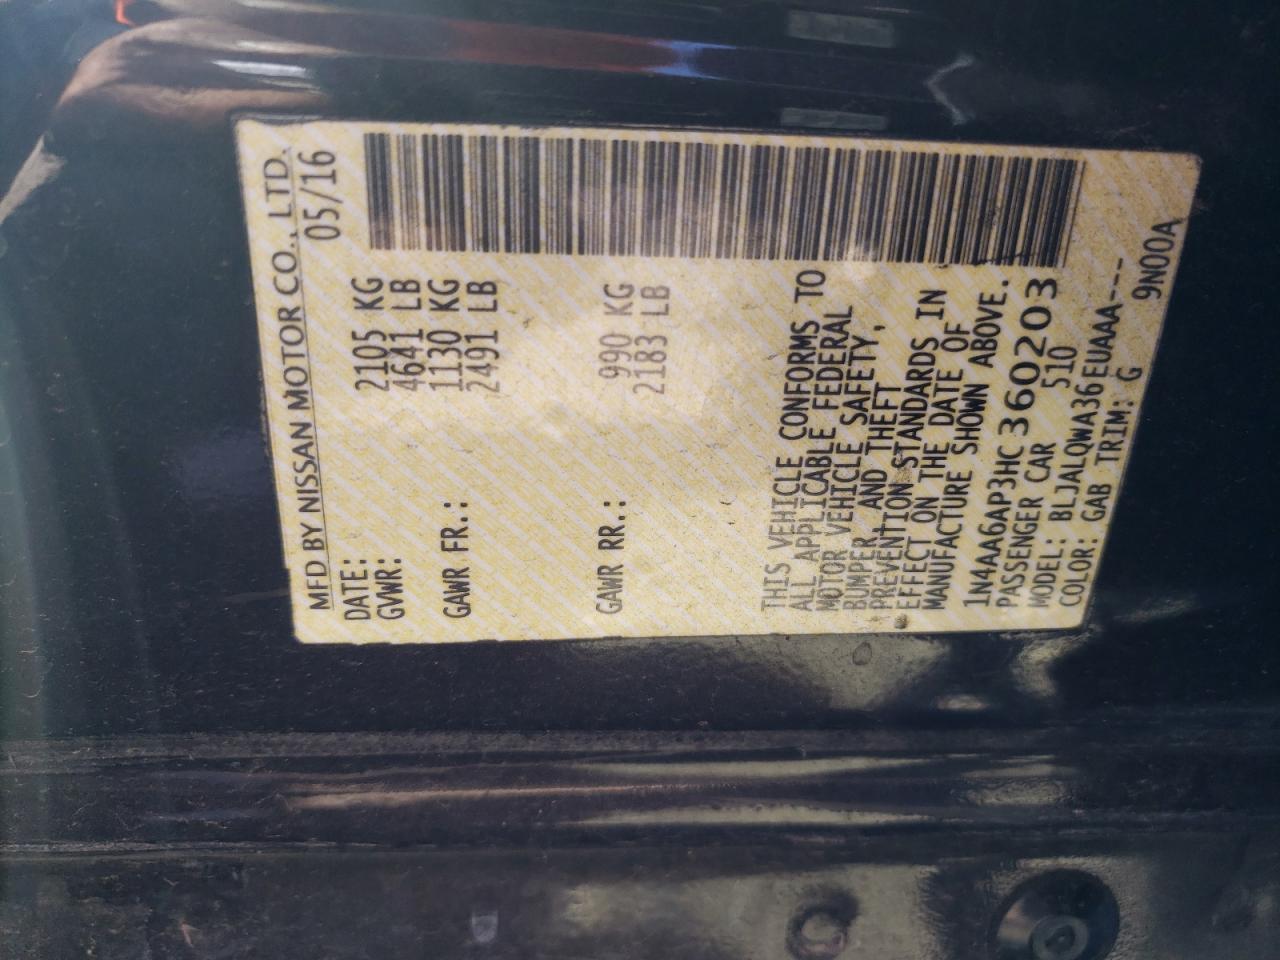 MFD BY NISSAN MOTOR CO., LTD.
DATE: 05/16
GVWR: 2105 KG
4641 LB
GAWR FR.: 1130 KG
2491 LB
GAWR RR.: 990 KG
2183 LB
THIS VEHICLE CONFORMS TO
ALL APPLICABLE FEDERAL
MOTOR VEHICLE SAFETY,
BUMPER, AND THEFT
PREVENTION STANDARDS IN
EFFECT ON THE DATE OF
MANUFACTURE SHOWN ABOVE.
1N4AA6AP3HC360203
PASSENGER CAR 510
MODEL: BLJALQWA36EUAAA----
COLOR: GAB TRIM: G 9N00A